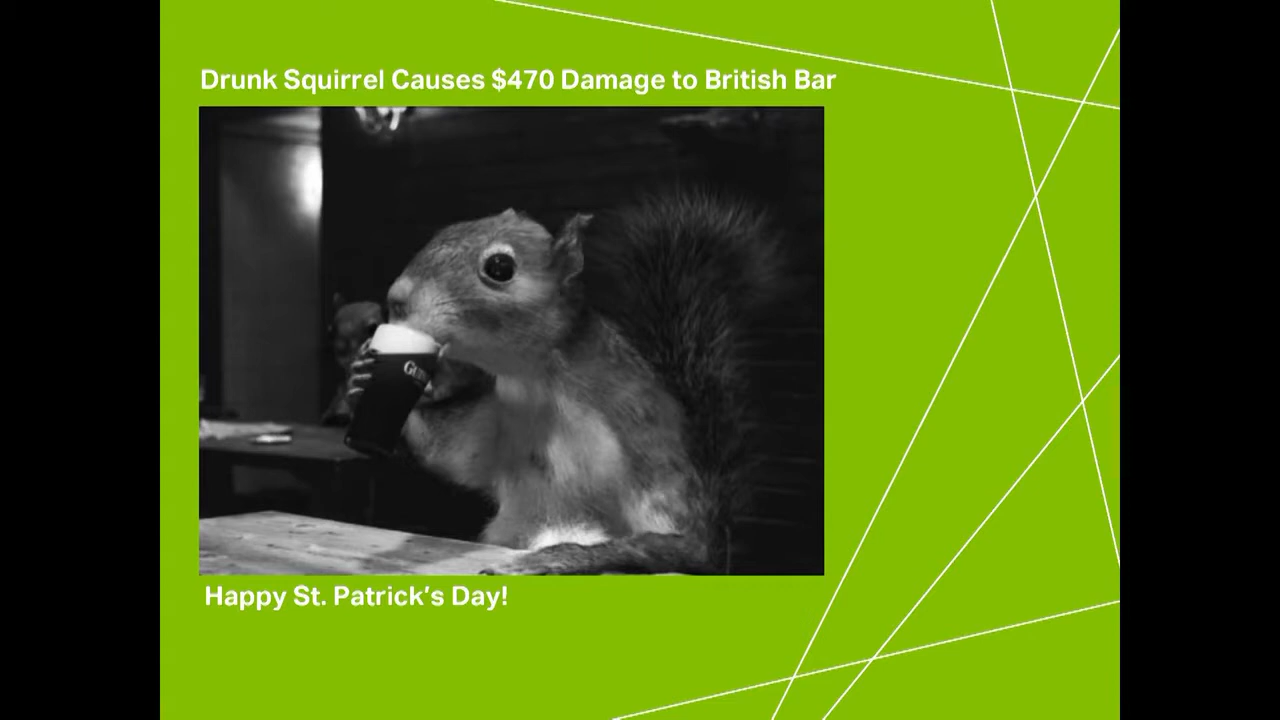 Drunk Squirrel Causes $470 Damage to British Bar
Happy St. Patrick's Day!